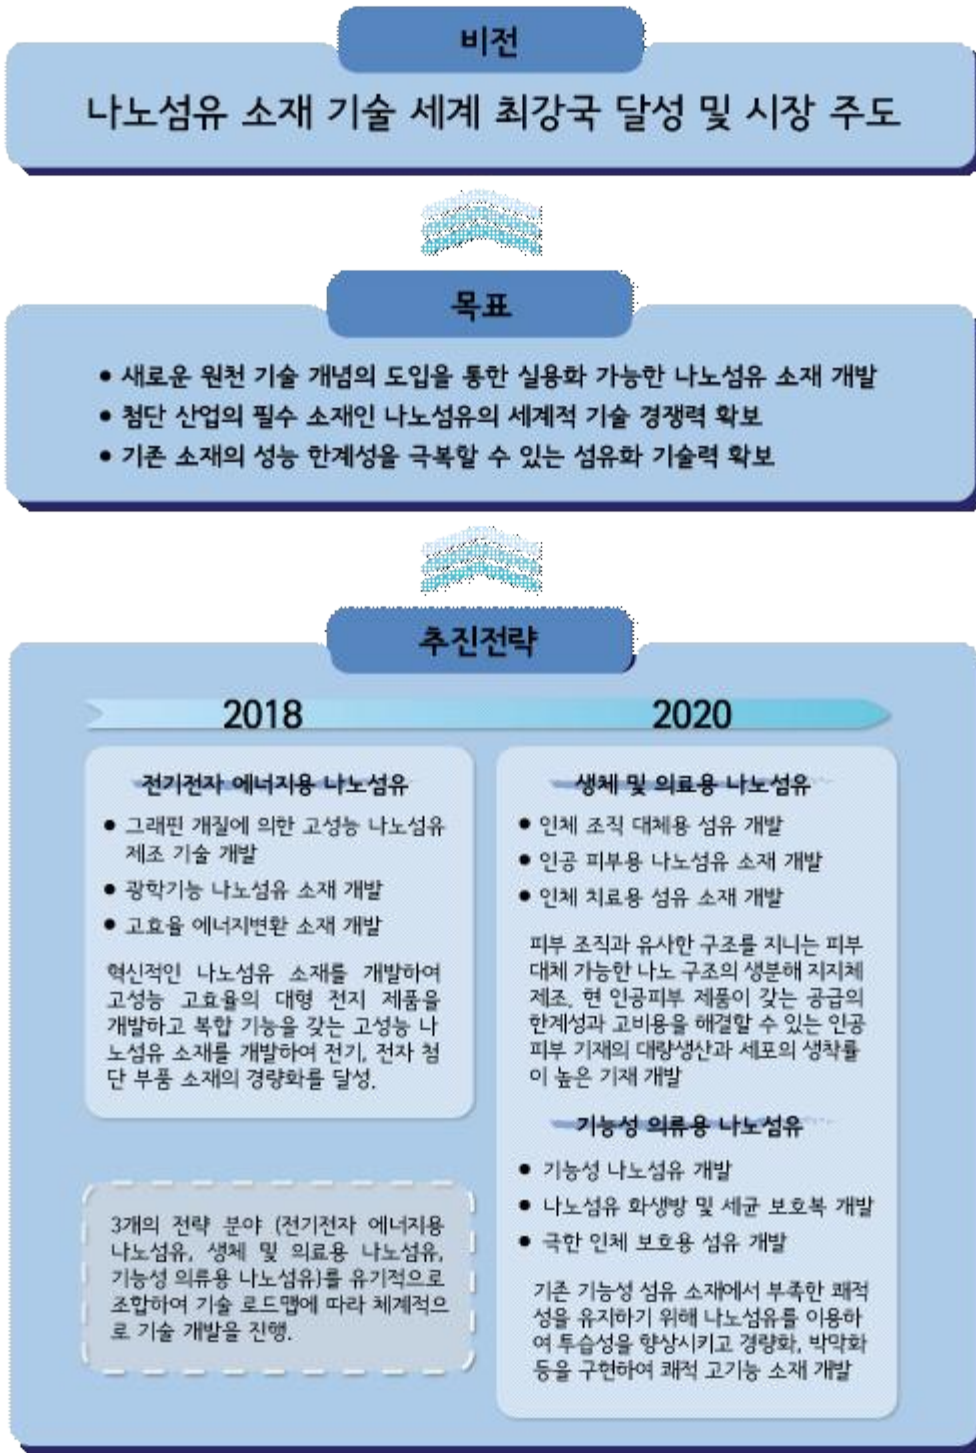 비전
나노섬유 소재 기술 세계 최강국 달성 및 시장 주도
목표
• 새로운 원천 기술 개념의 도입을 통한 실용화 가능한 나노섬유 소재 개발
• 첨단 산업의 필수 소재인 나노섬유의 세계적 기술 경쟁력 확보
• 기존 소재의 성능 한계성을 극복할 수 있는 섬유화 기술력 확보
추진전략
2018
전기전자 에너지용 나노섬유
• 그래핀 개질에 의한 고성능 나노섬유
제조 기술 개발
• 광학기능 나노섬유 소재 개발
• 고효율 에너지변환 소재 개발
혁신적인 나노섬유 소재를 개발하여
고성능 고효율의 대형 전지 제품을
개발하고 복합 기능을 갖는 고성능 나
노섬유 소재를 개발하여 전기, 전자 첨
단 부품 소재의 경량화를 달성.
3개의 전략 분야 (전기전자 에너지용
나노섬유, 생체 및 의료용 나노섬유,
기능성 의류용 나노섬유)를 유기적으로
조합하여 기술 로드맵에 따라 체계적으
로 기술 개발을 진행.
2020
생체 및 의료용 나노섬유
• 인체 조직 대체용 섬유 개발
• 인공 피부용 나노섬유 소재 개발
• 인체 치료용 섬유 소재 개발
피부 조직과 유사한 구조를 지니는 피부
대체 가능한 나노 구조의 생분해 지지체
제조, 현 인공피부 제품이 갖는 공급의
한계성과 고비용을 해결할 수 있는 인공
피부 기재의 대량생산과 세포의 생착률
이 높은 기재 개발
기능성 의류용 나노섬유
• 기능성 나노섬유 개발
• 나노섬유 화생방 및 세균 보호복 개발
• 극한 인체 보호용 섬유 개발
기존 기능성 섬유 소재에서 부족한 쾌적
성을 유지하기 위해 나노섬유를 이용하
여 투습성을 향상시키고 경량화, 박막화
등을 구현하여 쾌적 고기능 소재 개발